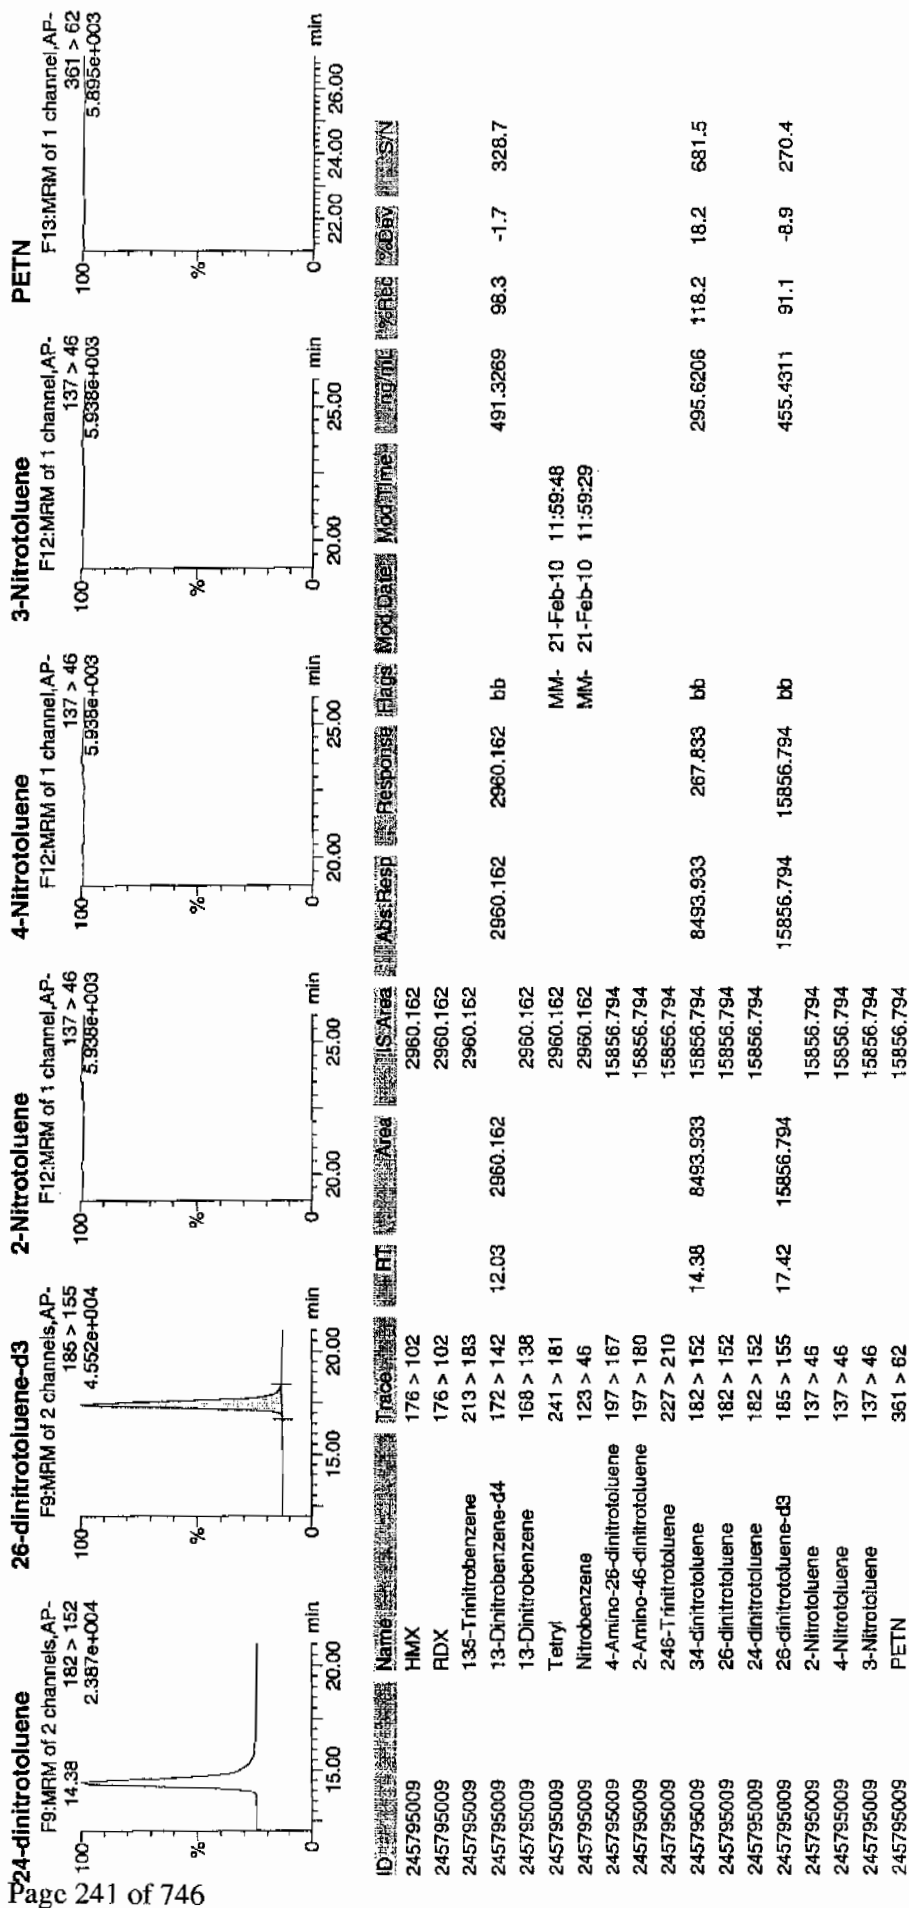 24-dinitrotoluene
F9:MRM of 2 channels,AP-
182 > 152
2.387e+004
14.38
100
%
0
15.00
20.00
min
26-dinitrotoluene-d3
F9:MRM of 2 channels,AP-
185 > 155
4.552e+004
100
%
0
15.00
20.00
min
2-Nitrotoluene
F12:MRM of 1 channel,AP-
137 > 46
5.938e+003
100
%
0
20.00
25.00
min
4-Nitrotoluene
F12:MRM of 1 channel,AP-
137 > 46
5.938e+003
100
%
0
20.00
25.00
min
3-Nitrotoluene
F12:MRM of 1 channel,AP-
137 > 46
5.938e+003
100
%
0
20.00
25.00
min
PETN
F13:MRM of 1 channel,AP-
361 > 62
5.895e+003
100
%
0
22.00
24.00
26.00
min
ID Name Trace RT Area IS Area Abs.Resp Response Flags Mod.Date Mod.Time ng/mL %Rec %Dev S/N
245795009 HMX 176 > 102 2960.162
245795009 RDX 176 > 102 2960.162
245795009 135-Trinitrobenzene 213 > 183 2960.162
245795009 13-Dinitrobenzene-d4 172 > 142 12.03 2960.162 2960.162 2960.162 bb 491.3269 98.3 -1.7 328.7
245795009 13-Dinitrobenzene 168 > 138 2960.162
245795009 Tetryl 241 > 181 2960.162 MM- 21-Feb-10 11:59:48
245795009 Nitrobenzene 123 > 46 2960.162 MM- 21-Feb-10 11:59:29
245795009 4-Amino-26-dinitrotoluene 197 > 167 15856.794
245795009 2-Amino-46-dinitrotoluene 197 > 180 15856.794
245795009 246-Trinitrotoluene 227 > 210 15856.794
245795009 34-dinitrotoluene 182 > 152 14.38 8493.933 15856.794 8493.933 267.833 bb 295.6206 118.2 18.2 681.5
245795009 26-dinitrotoluene 182 > 152 15856.794
245795009 24-dinitrotoluene 182 > 152 15856.794
245795009 26-dinitrotoluene-d3 185 > 155 17.42 15856.794 15856.794 15856.794 bb 455.4311 91.1 -8.9 270.4
245795009 2-Nitrotoluene 137 > 46 15856.794
245795009 4-Nitrotoluene 137 > 46 15856.794
245795009 3-Nitrotoluene 137 > 46 15856.794
245795009 PETN 361 > 62 15856.794
Page 241 of 746